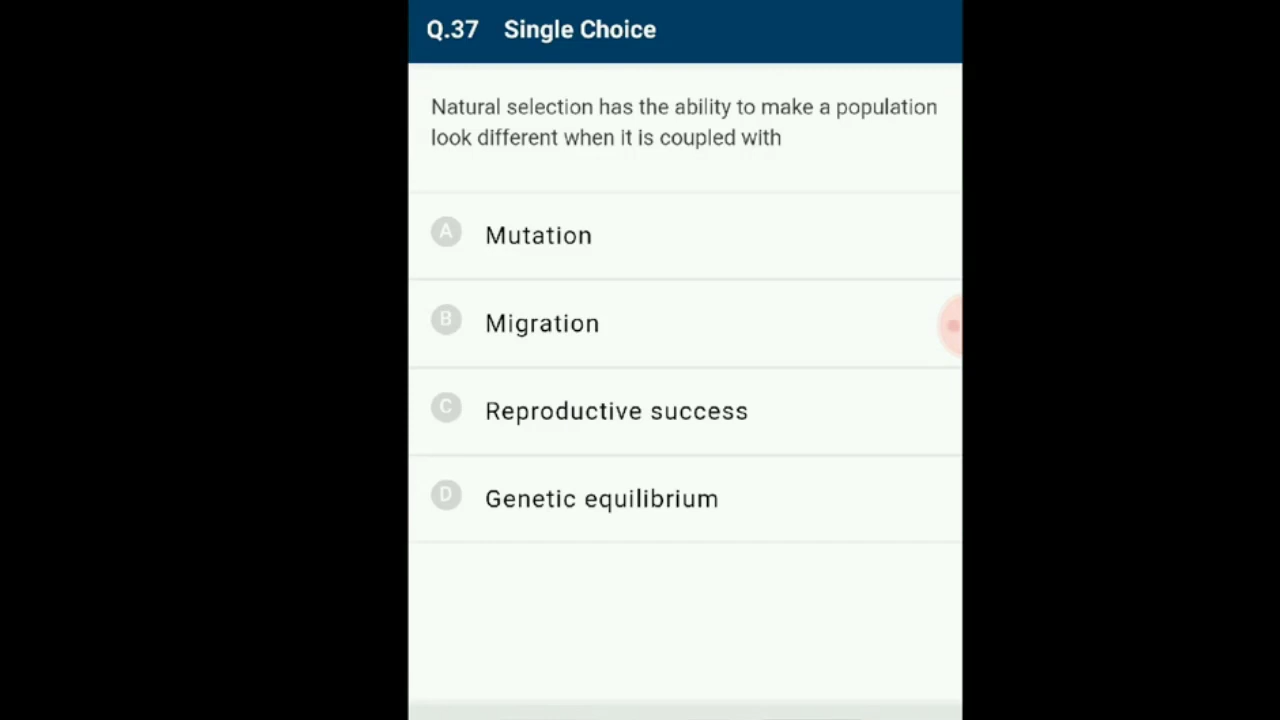 Q.37 Single Choice
Natural selection has the ability to make a population
look different when it is coupled with
A Mutation
B Migration
C Reproductive success
D Genetic equilibrium